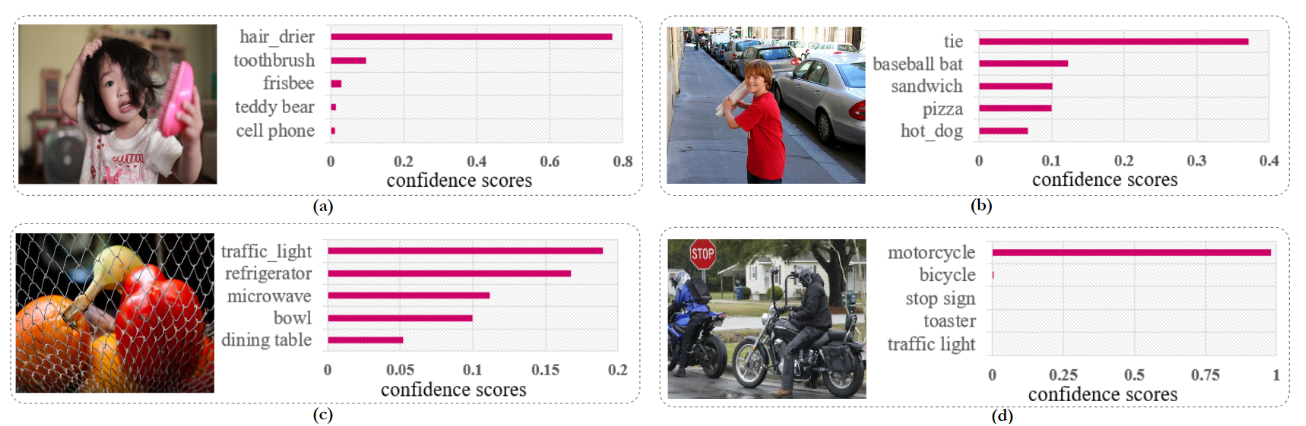 hair_drier
toothbrush
frisbee
teddy bear
cell phone
0 0.2 0.4 0.6 0.8
confidence scores
(a)
tie
baseball bat
sandwich
pizza
hot_dog
0 0.1 0.2 0.3 0.4
confidence scores
(b)
traffic_light
refrigerator
microwave
bowl
dining table
0 0.05 0.1 0.15 0.2
confidence scores
(c)
STOP
motorcycle
bicycle
stop sign
toaster
traffic light
0 0.25 0.5 0.75 1
confidence scores
(d)